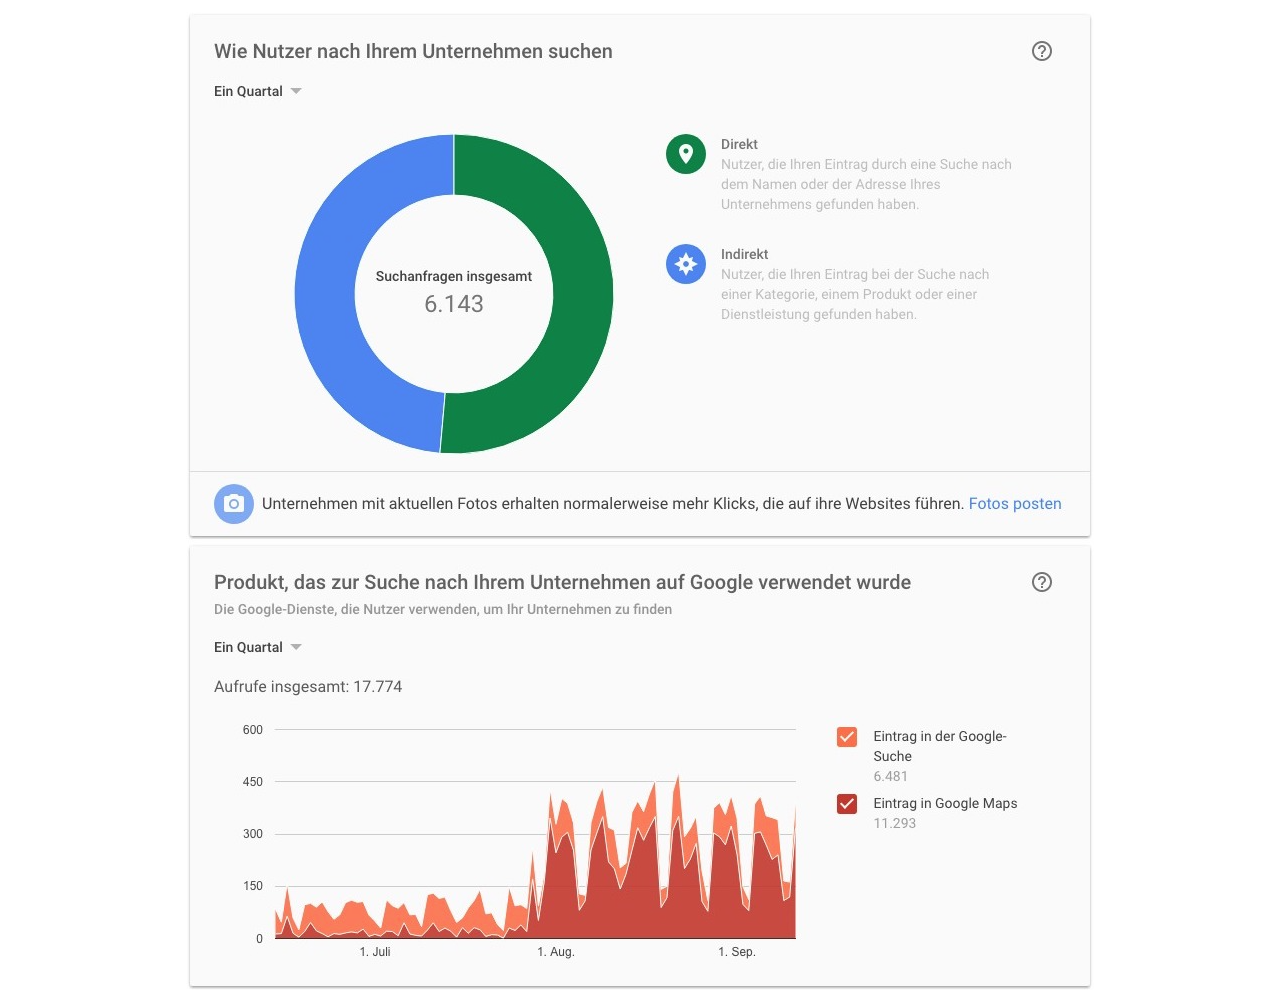 Wie Nutzer nach Ihrem Unternehmen suchen
Ein Quartal
Suchanfragen insgesamt
6.143
Direkt
Nutzer, die Ihren Eintrag durch eine Suche nach
dem Namen oder der Adresse Ihres
Unternehmens gefunden haben.
Indirekt
Nutzer, die Ihren Eintrag bei der Suche nach
einer Kategorie, einem Produkt oder einer
Dienstleistung gefunden haben.
Unternehmen mit aktuellen Fotos erhalten normalerweise mehr Klicks, die auf ihre Websites führen. Fotos posten
Produkt, das zur Suche nach Ihrem Unternehmen auf Google verwendet wurde
Die Google-Dienste, die Nutzer verwenden, um Ihr Unternehmen zu finden
Ein Quartal
Aufrufe insgesamt: 17.774
600
450
300
150
0
1. Juli
1. Aug.
1. Sep.
Eintrag in der Google-
Suche
6.481
Eintrag in Google Maps
11.293